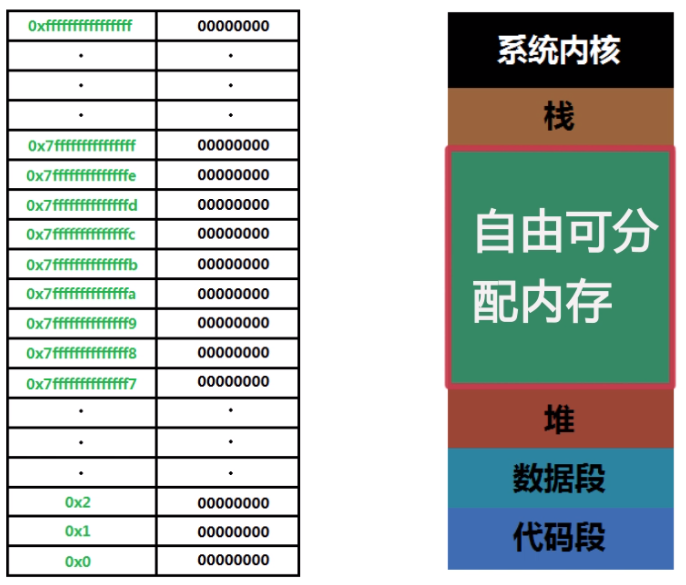 0xffffffffffffffff 00000000
. .
. .
. .
0x7fffffffffffffff 00000000
0x7ffffffffffffffe 00000000
0x7ffffffffffffffd 00000000
0x7ffffffffffffffc 00000000
0x7ffffffffffffffb 00000000
0x7ffffffffffffffa 00000000
0x7ffffffffffffff9 00000000
0x7ffffffffffffff8 00000000
0x7ffffffffffffff7 00000000
. .
. .
. .
0x2 00000000
0x1 00000000
0x0 00000000
系统内核
栈
自由可分
配内存
堆
数据段
代码段